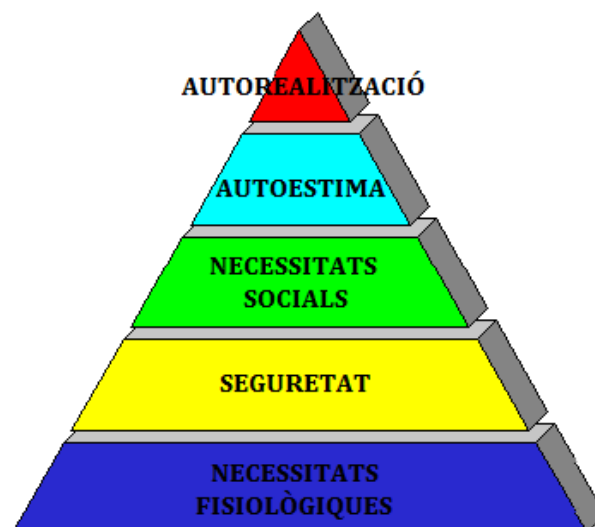 AUTOREALITZACIÓ
AUTOESTIMA
NECESSITATS
SOCIALS
SEGURETAT
NECESSITATS
FISIOLÒGIQUES